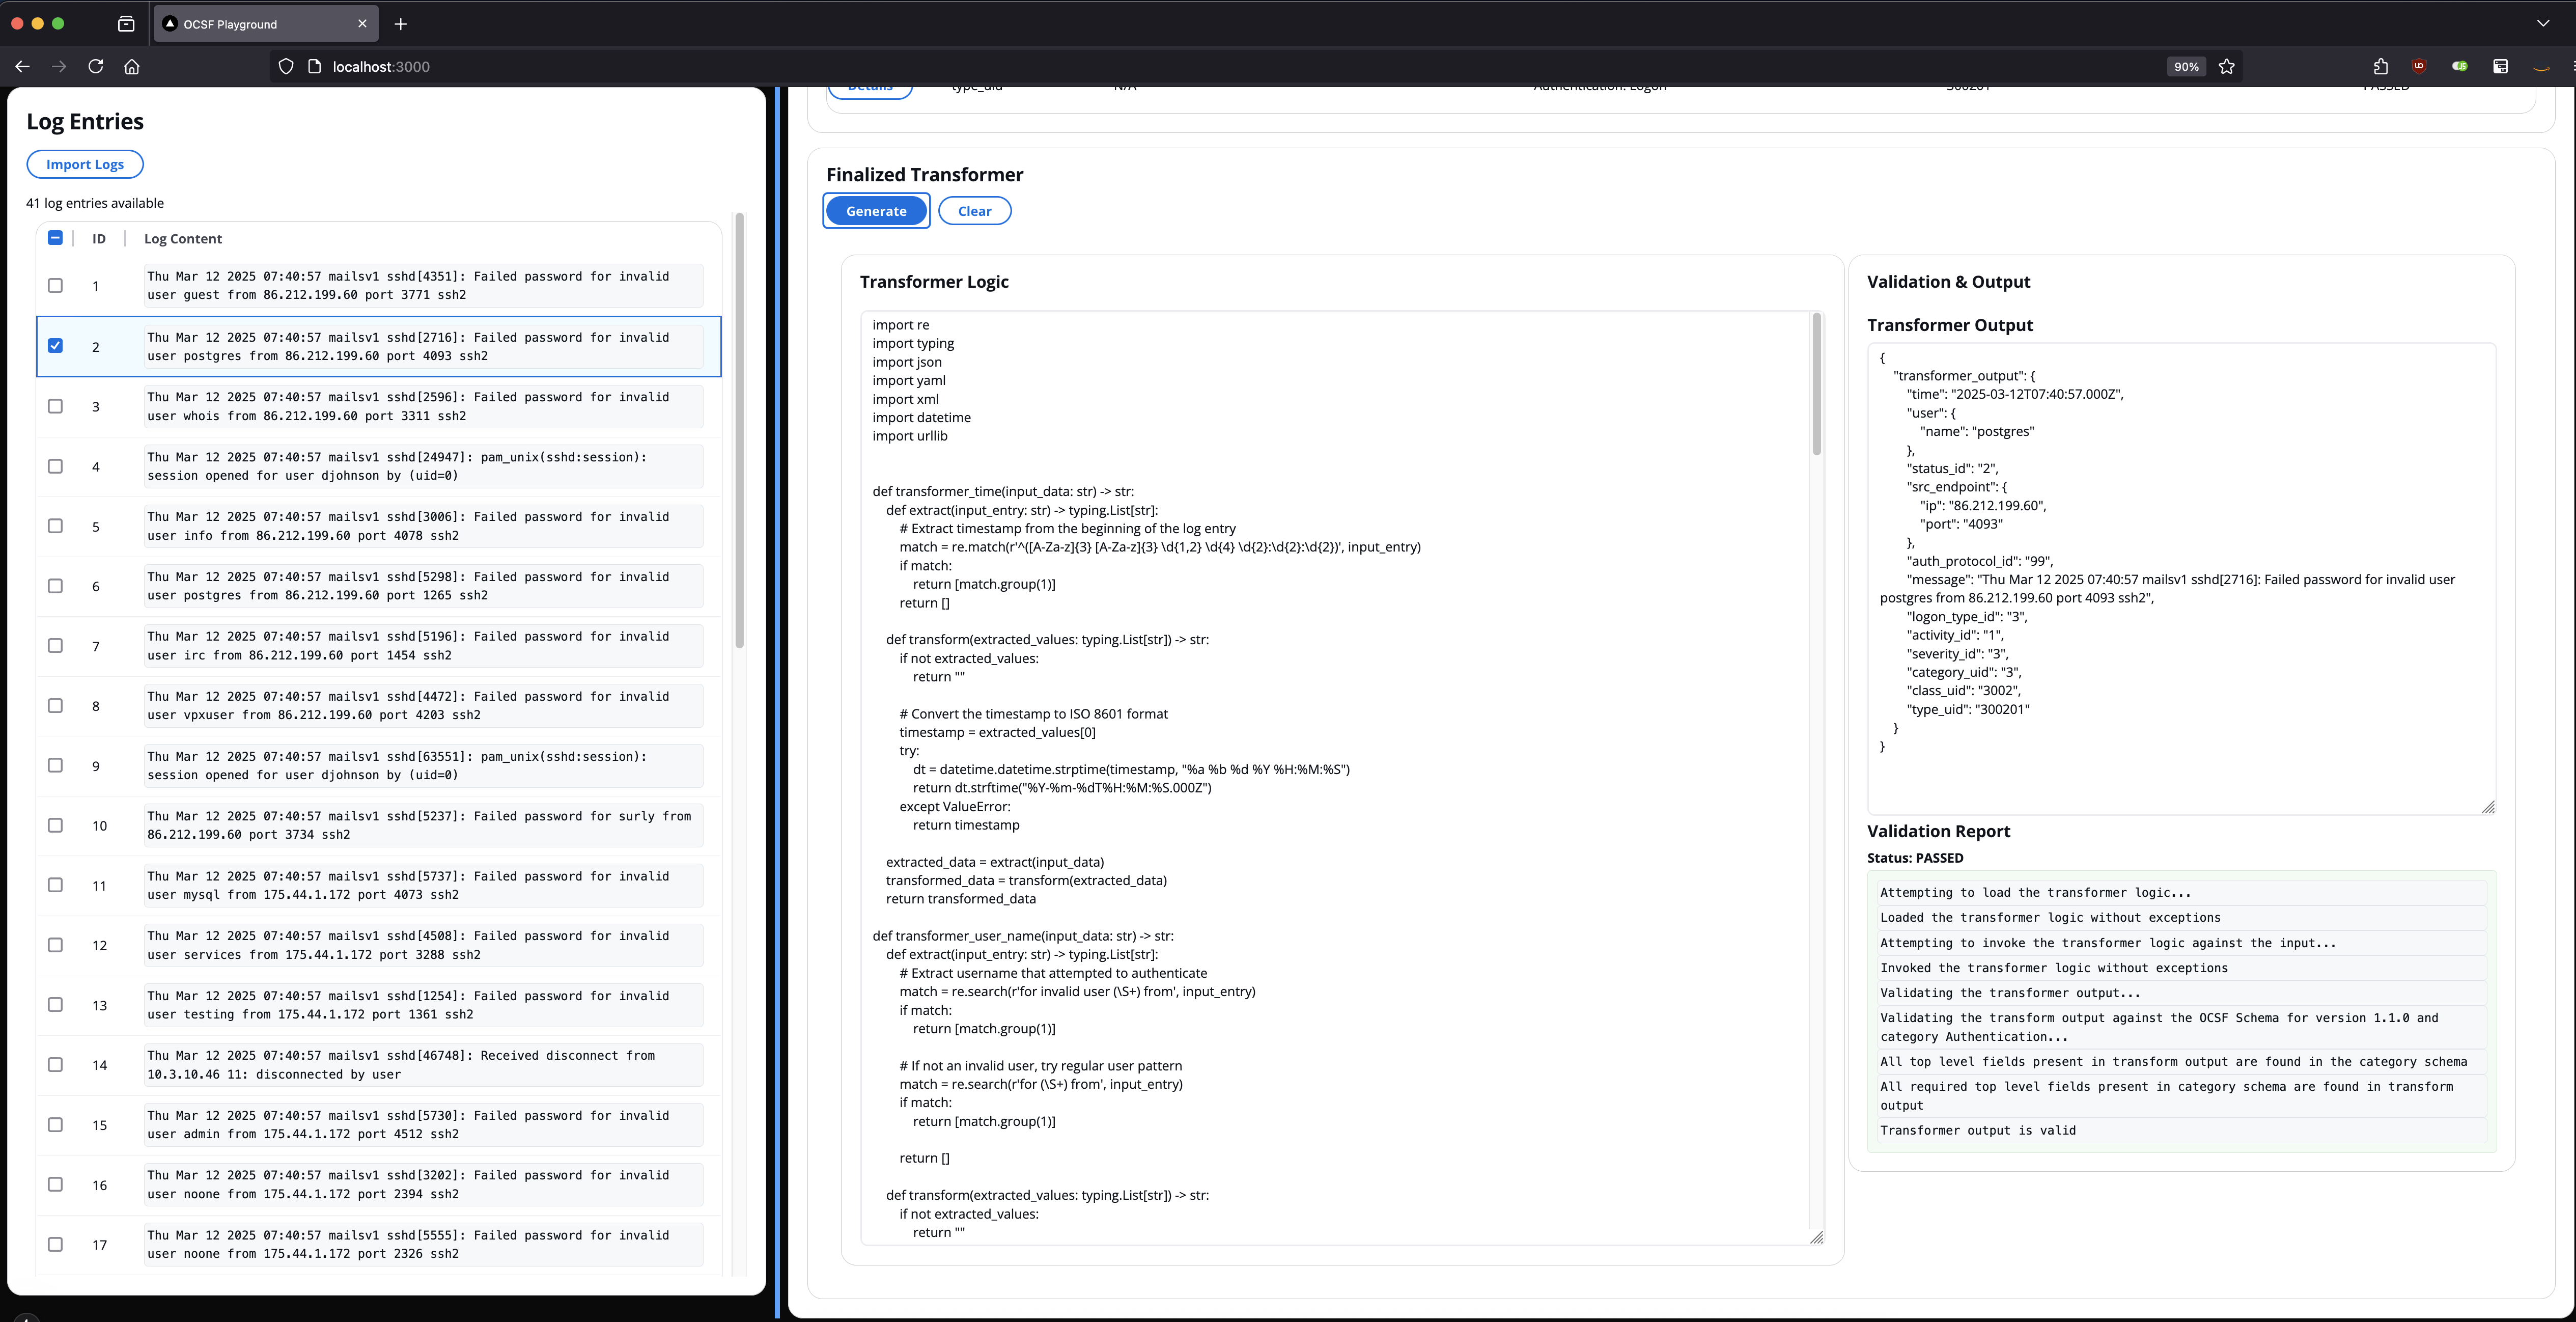 OCSF Playground
localhost:3000
90%
Log Entries
Import Logs
41 log entries available
ID
Log Content
1
Thu Mar 12 2025 07:40:57 mailsv1 sshd[4351]: Failed password for invalid
user guest from 86.212.199.60 port 3771 ssh2
2
Thu Mar 12 2025 07:40:57 mailsv1 sshd[2716]: Failed password for invalid
user postgres from 86.212.199.60 port 4093 ssh2
3
Thu Mar 12 2025 07:40:57 mailsv1 sshd[2596]: Failed password for invalid
user whois from 86.212.199.60 port 3311 ssh2
4
Thu Mar 12 2025 07:40:57 mailsv1 sshd[24947]: pam_unix(sshd:session):
session opened for user djohnson by (uid=0)
5
Thu Mar 12 2025 07:40:57 mailsv1 sshd[3006]: Failed password for invalid
user info from 86.212.199.60 port 4078 ssh2
6
Thu Mar 12 2025 07:40:57 mailsv1 sshd[5298]: Failed password for invalid
user postgres from 86.212.199.60 port 1265 ssh2
7
Thu Mar 12 2025 07:40:57 mailsv1 sshd[5196]: Failed password for invalid
user irc from 86.212.199.60 port 1454 ssh2
8
Thu Mar 12 2025 07:40:57 mailsv1 sshd[4472]: Failed password for invalid
user vpxuser from 86.212.199.60 port 4203 ssh2
9
Thu Mar 12 2025 07:40:57 mailsv1 sshd[63551]: pam_unix(sshd:session):
session opened for user djohnson by (uid=0)
10
Thu Mar 12 2025 07:40:57 mailsv1 sshd[5237]: Failed password for surly from
86.212.199.60 port 3734 ssh2
11
Thu Mar 12 2025 07:40:57 mailsv1 sshd[5737]: Failed password for invalid
user mysql from 175.44.1.172 port 4073 ssh2
12
Thu Mar 12 2025 07:40:57 mailsv1 sshd[4508]: Failed password for invalid
user services from 175.44.1.172 port 3288 ssh2
13
Thu Mar 12 2025 07:40:57 mailsv1 sshd[1254]: Failed password for invalid
user testing from 175.44.1.172 port 1361 ssh2
14
Thu Mar 12 2025 07:40:57 mailsv1 sshd[46748]: Received disconnect from
10.3.10.46 11: disconnected by user
15
Thu Mar 12 2025 07:40:57 mailsv1 sshd[5730]: Failed password for invalid
user admin from 175.44.1.172 port 4512 ssh2
16
Thu Mar 12 2025 07:40:57 mailsv1 sshd[3202]: Failed password for invalid
user noone from 175.44.1.172 port 2394 ssh2
17
Thu Mar 12 2025 07:40:57 mailsv1 sshd[5555]: Failed password for invalid
user noone from 175.44.1.172 port 2326 ssh2
Details
type_uid
N/A
Authentication: Logon
300201
PASSED
Finalized Transformer
Generate
Clear
Transformer Logic
import re
import typing
import json
import yaml
import xml
import datetime
import urllib
def transformer_time(input_data: str) -> str:
def extract(input_entry: str) -> typing.List[str]:
# Extract timestamp from the beginning of the log entry
match = re.match(r'^([A-Za-z]{3} [A-Za-z]{3} \d{1,2} \d{4} \d{2}:\d{2}:\d{2})', input_entry)
if match:
return [match.group(1)]
return []
def transform(extracted_values: typing.List[str]) -> str:
if not extracted_values:
return ""
# Convert the timestamp to ISO 8601 format
timestamp = extracted_values[0]
try:
dt = datetime.datetime.strptime(timestamp, "%a %b %d %Y %H:%M:%S")
return dt.strftime("%Y-%m-%dT%H:%M:%S.000Z")
except ValueError:
return timestamp
extracted_data = extract(input_data)
transformed_data = transform(extracted_data)
return transformed_data
def transformer_user_name(input_data: str) -> str:
def extract(input_entry: str) -> typing.List[str]:
# Extract username that attempted to authenticate
match = re.search(r'for invalid user (\S+) from', input_entry)
if match:
return [match.group(1)]
# If not an invalid user, try regular user pattern
match = re.search(r'for (\S+) from', input_entry)
if match:
return [match.group(1)]
return []
def transform(extracted_values: typing.List[str]) -> str:
if not extracted_values:
return ""
Validation & Output
Transformer Output
{
"transformer_output": {
"time": "2025-03-12T07:40:57.000Z",
"user": {
"name": "postgres"
},
"status_id": "2",
"src_endpoint": {
"ip": "86.212.199.60",
"port": "4093"
},
"auth_protocol_id": "99",
"message": "Thu Mar 12 2025 07:40:57 mailsv1 sshd[2716]: Failed password for invalid user
postgres from 86.212.199.60 port 4093 ssh2",
"logon_type_id": "3",
"activity_id": "1",
"severity_id": "3",
"category_uid": "3",
"class_uid": "3002",
"type_uid": "300201"
}
}
Validation Report
Status: PASSED
Attempting to load the transformer logic...
Loaded the transformer logic without exceptions
Attempting to invoke the transformer logic against the input...
Invoked the transformer logic without exceptions
Validating the transformer output...
Validating the transform output against the OCSF Schema for version 1.1.0 and
category Authentication...
All top level fields present in transform output are found in the category schema
All required top level fields present in category schema are found in transform
output
Transformer output is valid